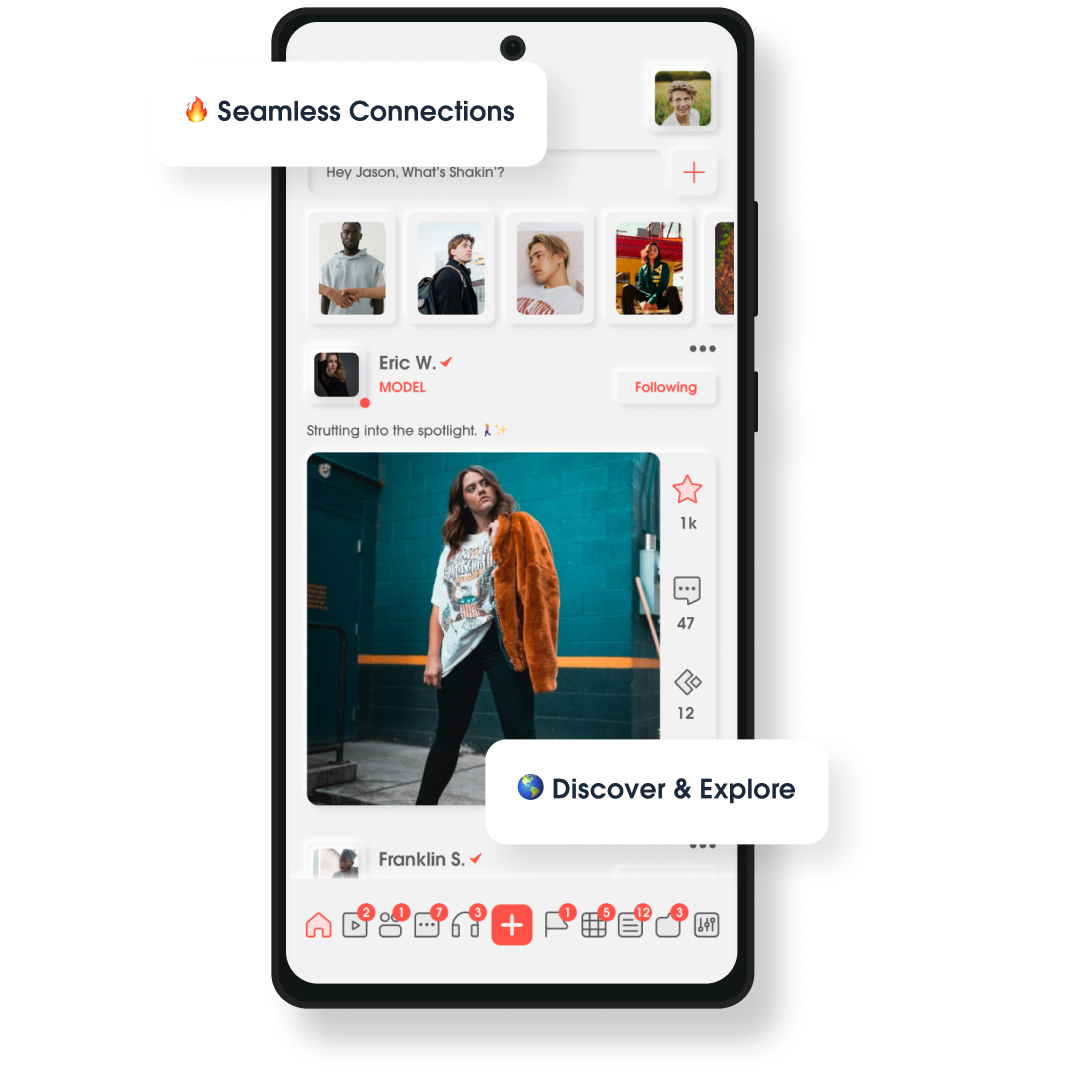 🔥 Seamless Connections
Hey Jason, What's Shakin'?
Eric W.
MODEL
Following
Strutting into the spotlight. 🚶‍♀️✨
1k
47
12
🌎 Discover & Explore
Franklin S.
2 1 7 3 1 5 12 3